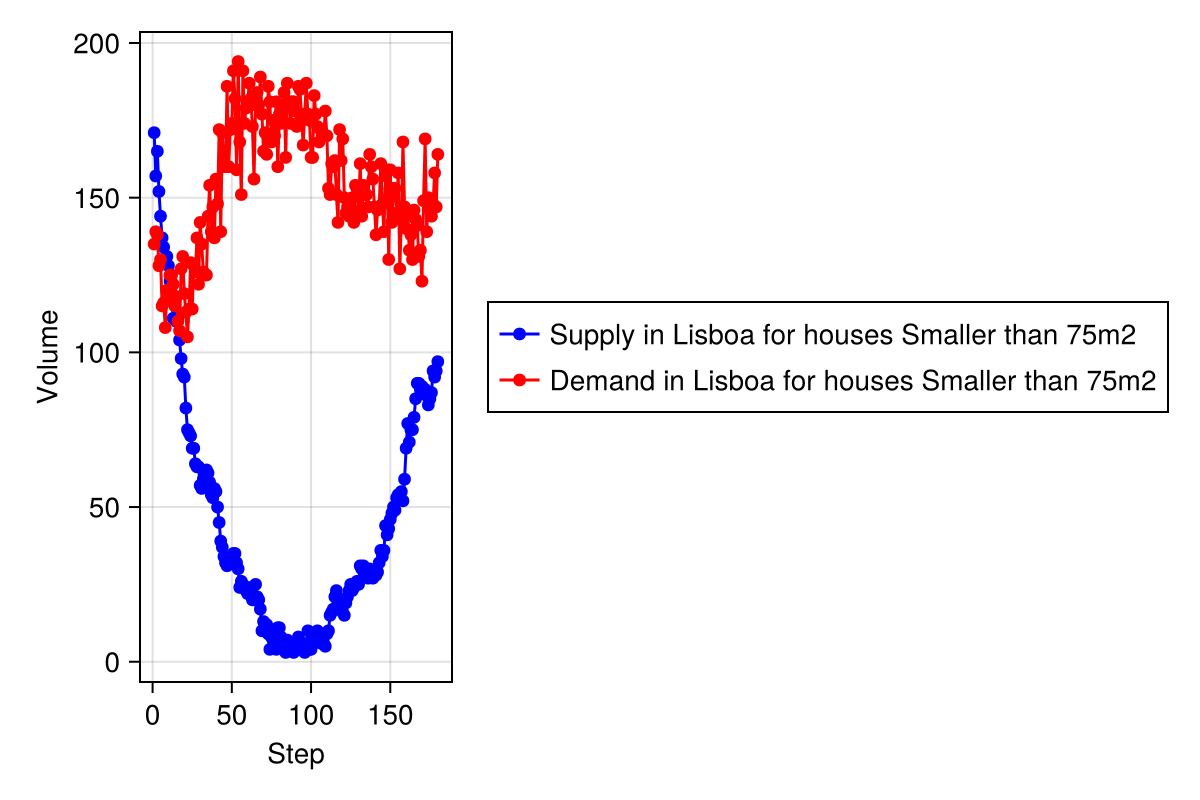 200
150
100
50
0
Volume
0 50 100 150
Step
Supply in Lisboa for houses Smaller than 75m2
Demand in Lisboa for houses Smaller than 75m2